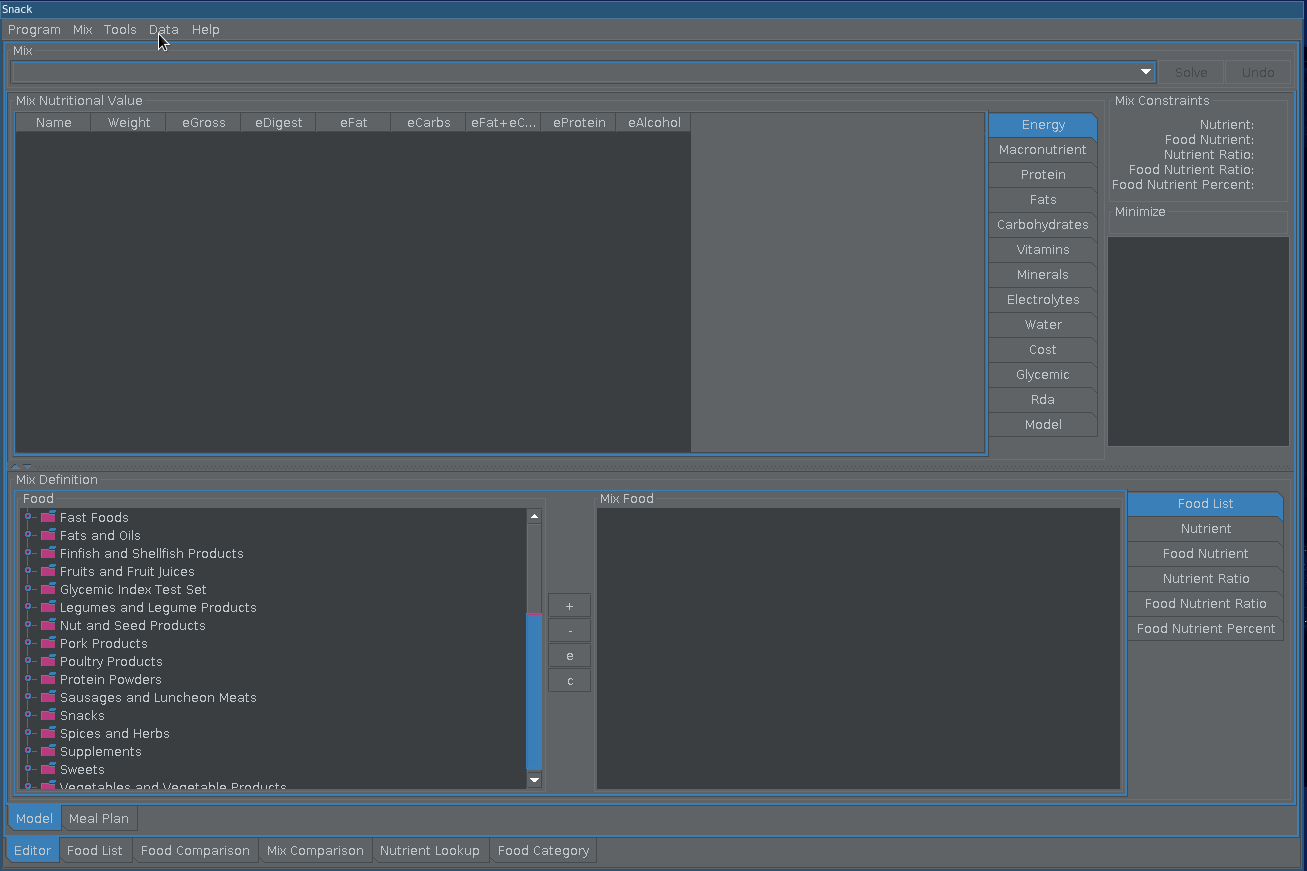 Snack
Program Mix Tools Data Help
Mix
Solve Undo
Mix Nutritional Value
Name Weight eGross eDigest eFat eCarbs eFat+eC... eProtein eAlcohol
Energy
Macronutrient
Protein
Fats
Carbohydrates
Vitamins
Minerals
Electrolytes
Water
Cost
Glycemic
Rda
Model
Mix Constraints
Nutrient:
Food Nutrient:
Nutrient Ratio:
Food Nutrient Ratio:
Food Nutrient Percent:
Minimize
Mix Definition
Food
Fast Foods
Fats and Oils
Finfish and Shellfish Products
Fruits and Fruit Juices
Glycemic Index Test Set
Legumes and Legume Products
Nut and Seed Products
Pork Products
Poultry Products
Protein Powders
Sausages and Luncheon Meats
Snacks
Spices and Herbs
Supplements
Sweets
Vegetables and Vegetable Products
+
-
e
c
Mix Food
Food List
Nutrient
Food Nutrient
Nutrient Ratio
Food Nutrient Ratio
Food Nutrient Percent
Model Meal Plan
Editor Food List Food Comparison Mix Comparison Nutrient Lookup Food Category